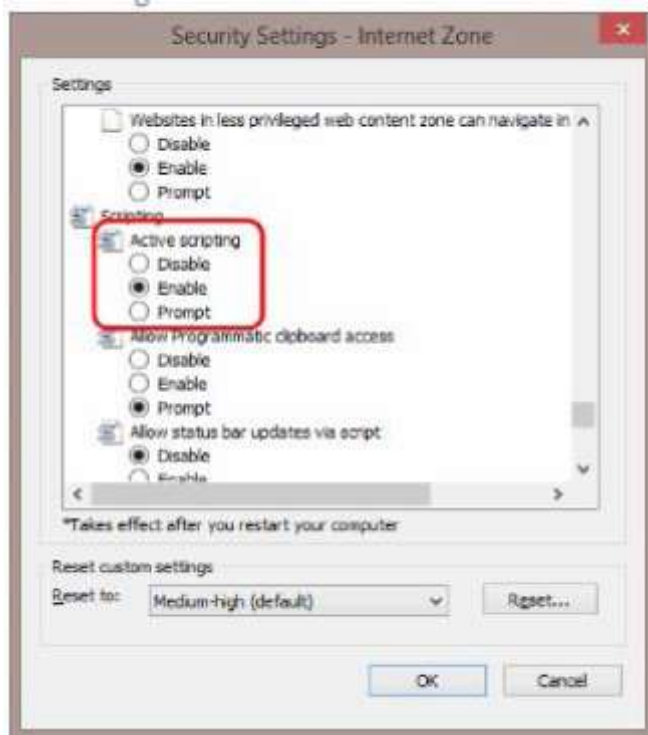 Security Settings - Internet Zone
Settings
Websites in less privileged web content zone can navigate in
Disable
Enable
Prompt
Scripting
Active scripting
Disable
Enable
Prompt
Allow Programmatic clipboard access
Disable
Enable
Prompt
Allow status bar updates via script
Disable
Enable
*Takes effect after you restart your computer
Reset custom settings
Reset to:
Medium-high (default)
Reset...
OK
Cancel